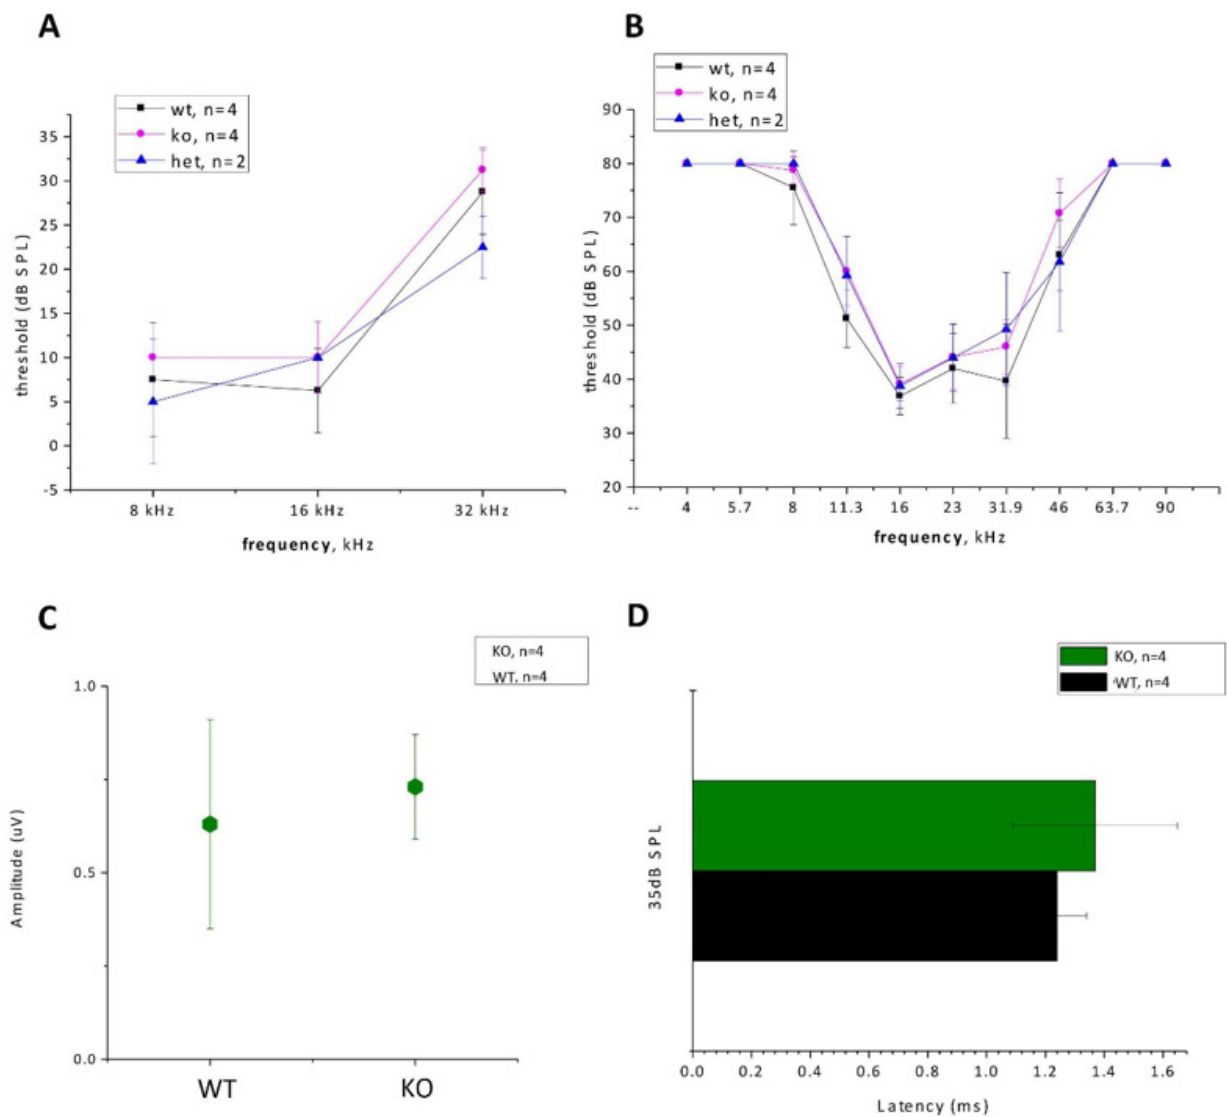 A
wt, n=4
ko, n=4
het, n=2
threshold (dB SPL)
35
30
25
20
15
10
5
0
-5
8 kHz 16 kHz 32 kHz
frequency, kHz
B
wt, n=4
ko, n=4
het, n=2
threshold (dB SPL)
90
80
70
60
50
40
30
20
-- 4 5.7 8 11.3 16 23 31.9 46 63.7 90
frequency, kHz
C
KO, n=4
WT, n=4
Amplitude (uV)
1.0
0.5
0.0
WT KO
D
KO, n=4
WT, n=4
35dB SPL
0.0 0.2 0.4 0.6 0.8 1.0 1.2 1.4 1.6
Latency (ms)